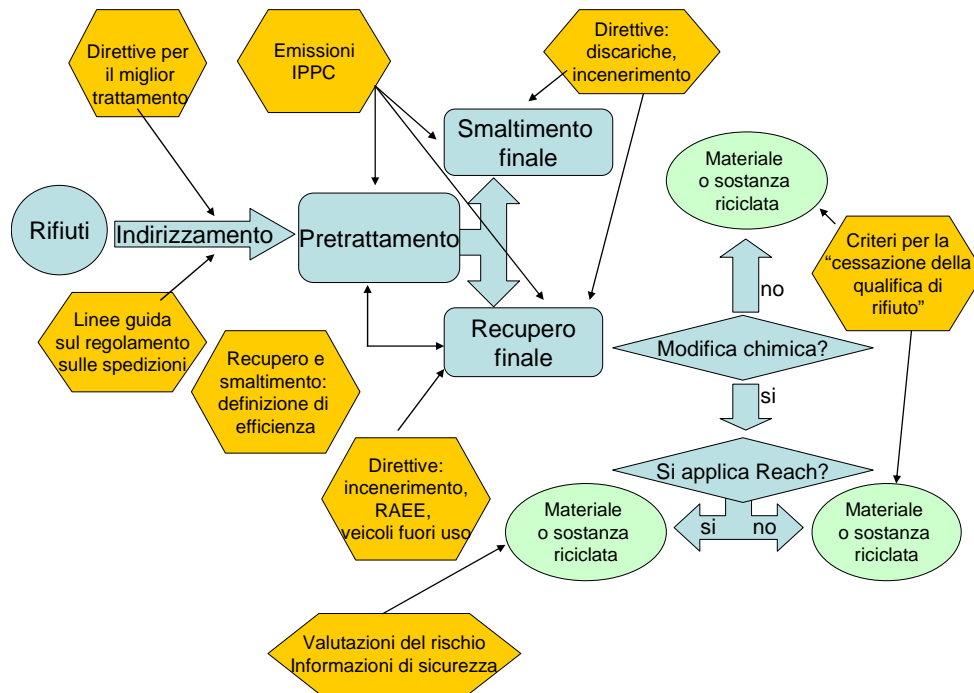 Direttive per
il miglior
trattamento
Emissioni
IPPC
Direttive:
discariche,
incenerimento
Smaltimento
finale
Materiale
o sostanza
riciclata
Rifiuti
Indirizzamento
Pretrattamento
Criteri per la
“cessazione della
qualifica di
rifiuto”
no
Linee guida
sul regolamento
sulle spedizioni
Recupero e
smaltimento:
definizione di
efficienza
Recupero
finale
Modifica chimica?
si
Direttive:
incenerimento,
RAEE,
veicoli fuori uso
Si applica Reach?
Materiale
o sostanza
riciclata
si
no
Materiale
o sostanza
riciclata
Valutazioni del rischio
Informazioni di sicurezza